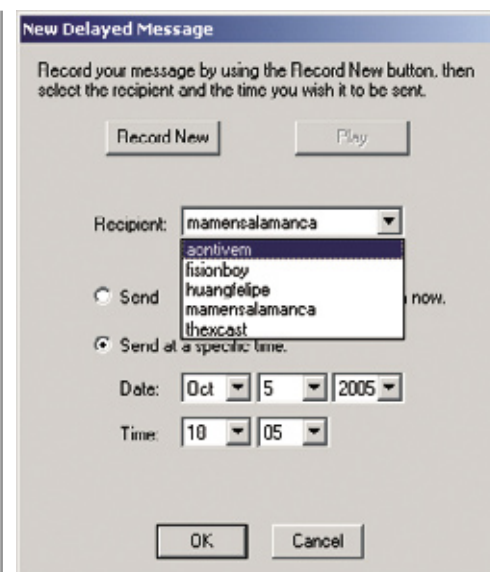 New Delayed Message
Record your message by using the Record New button, then
select the recipient and the time you wish it to be sent.
Record New Play
Recipient: mamensalamanca
aontivem
fisionboy
huangfelipe
mamensalamanca
thexcast
Send now.
Send at a specific time.
Date: Oct 5 2005
Time: 10 05
OK Cancel